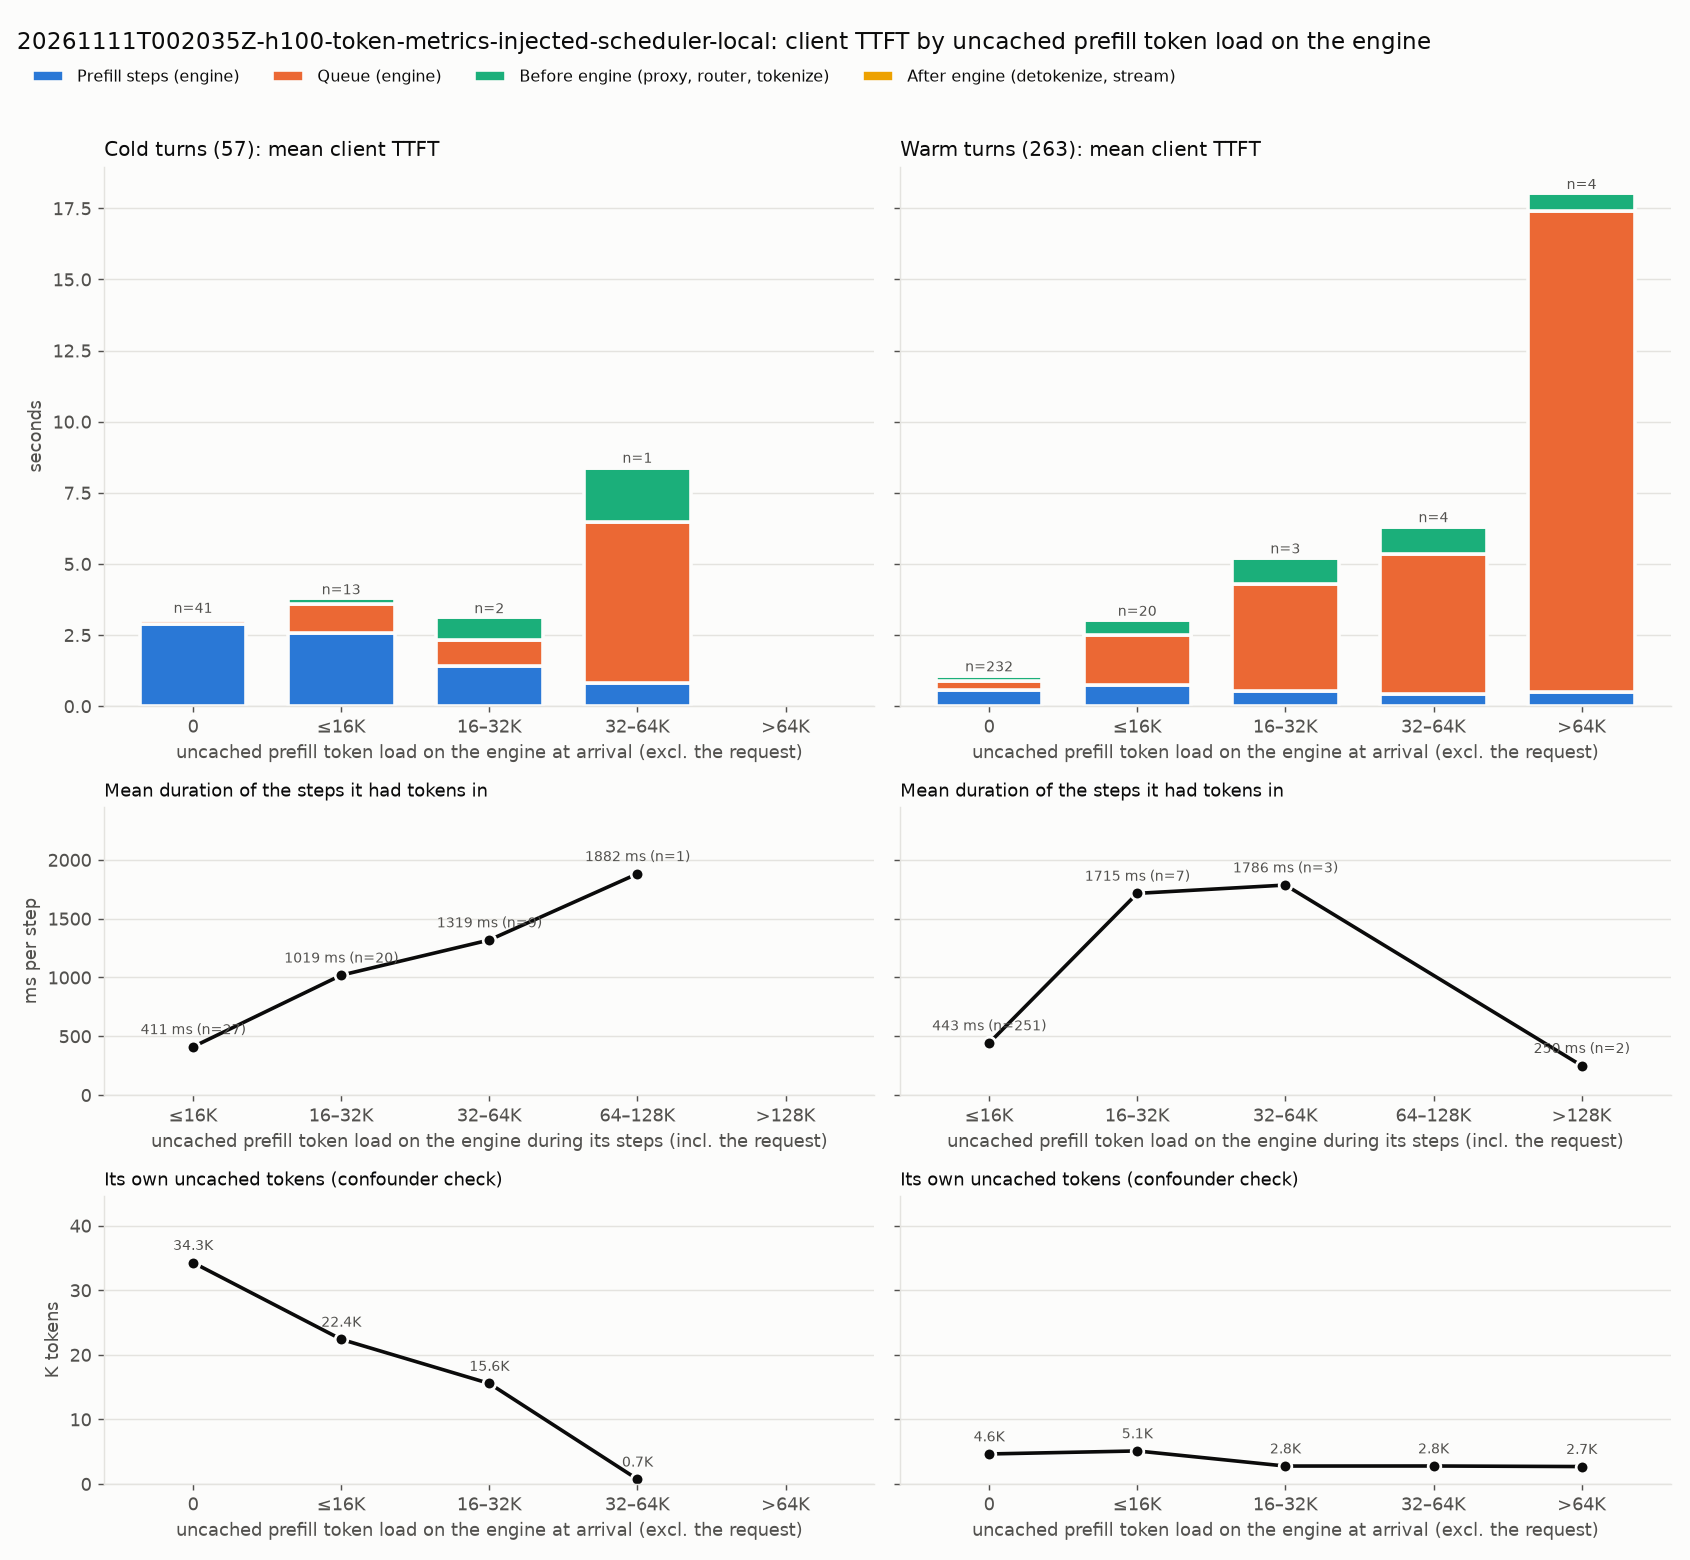 20261111T002035Z-h100-token-metrics-injected-scheduler-local: client TTFT by uncached prefill token load on the engine
Prefill steps (engine) Queue (engine) Before engine (proxy, router, tokenize) After engine (detokenize, stream)
Cold turns (57): mean client TTFT
seconds
17.5
15.0
12.5
10.0
7.5
5.0
2.5
0.0
n=41
n=13
n=2
n=1
0 ≤16K 16–32K 32–64K >64K
uncached prefill token load on the engine at arrival (excl. the request)
Warm turns (263): mean client TTFT
n=232
n=20
n=3
n=4
n=4
0 ≤16K 16–32K 32–64K >64K
uncached prefill token load on the engine at arrival (excl. the request)
Mean duration of the steps it had tokens in
ms per step
2000
1500
1000
500
0
411 ms (n=27)
1019 ms (n=20)
1319 ms (n=9)
1882 ms (n=1)
≤16K 16–32K 32–64K 64–128K >128K
uncached prefill token load on the engine during its steps (incl. the request)
Mean duration of the steps it had tokens in
443 ms (n=251)
1715 ms (n=7)
1786 ms (n=3)
250 ms (n=2)
≤16K 16–32K 32–64K 64–128K >128K
uncached prefill token load on the engine during its steps (incl. the request)
Its own uncached tokens (confounder check)
K tokens
40
30
20
10
0
34.3K
22.4K
15.6K
0.7K
0 ≤16K 16–32K 32–64K >64K
uncached prefill token load on the engine at arrival (excl. the request)
Its own uncached tokens (confounder check)
4.6K
5.1K
2.8K
2.8K
2.7K
0 ≤16K 16–32K 32–64K >64K
uncached prefill token load on the engine at arrival (excl. the request)